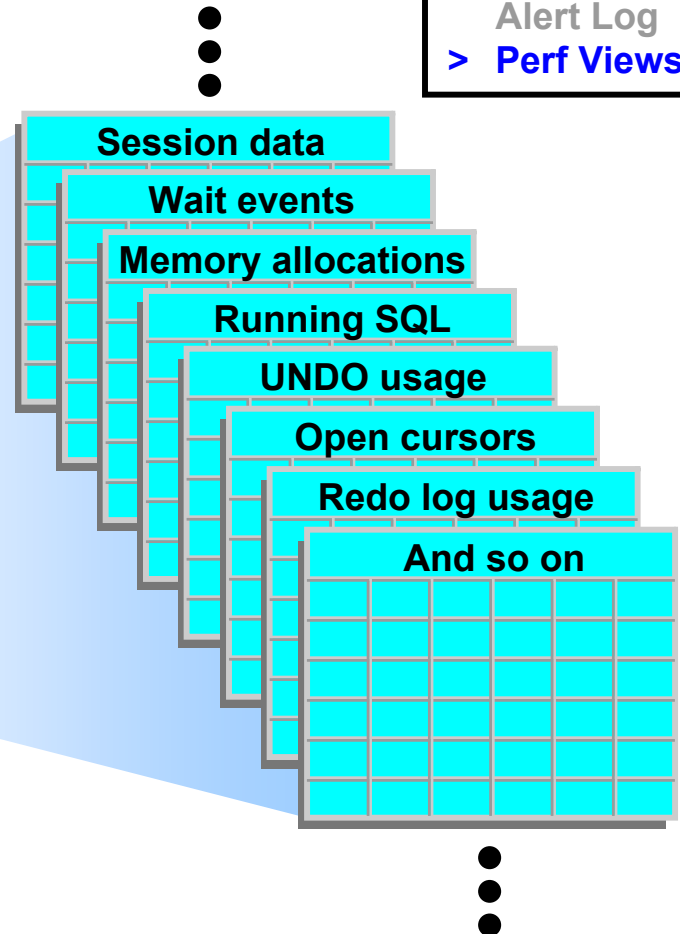 Alert Log
> Perf Views
Session data
Wait events
Memory allocations
Running SQL
UNDO usage
Open cursors
Redo log usage
And so on